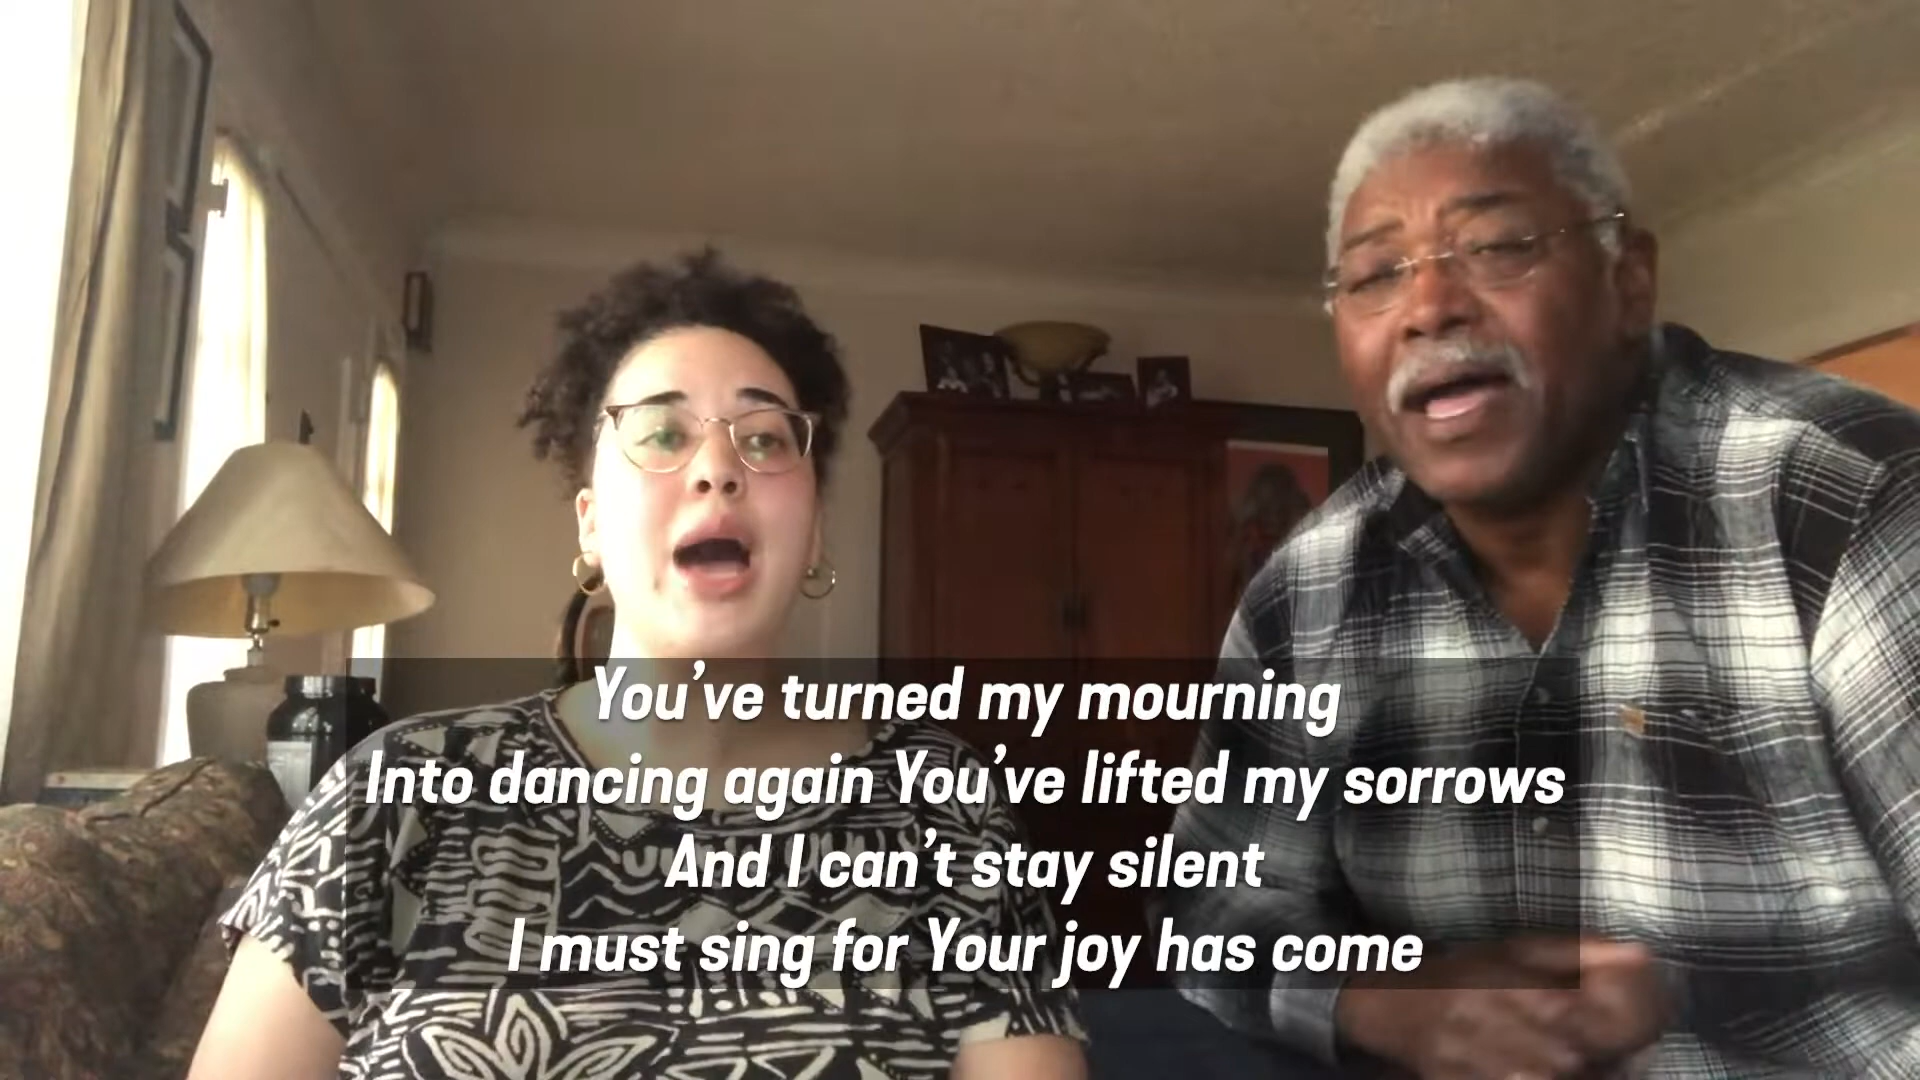 You've turned my mourning
Into dancing again You've lifted my sorrows
And I can't stay silent
I must sing for Your joy has come